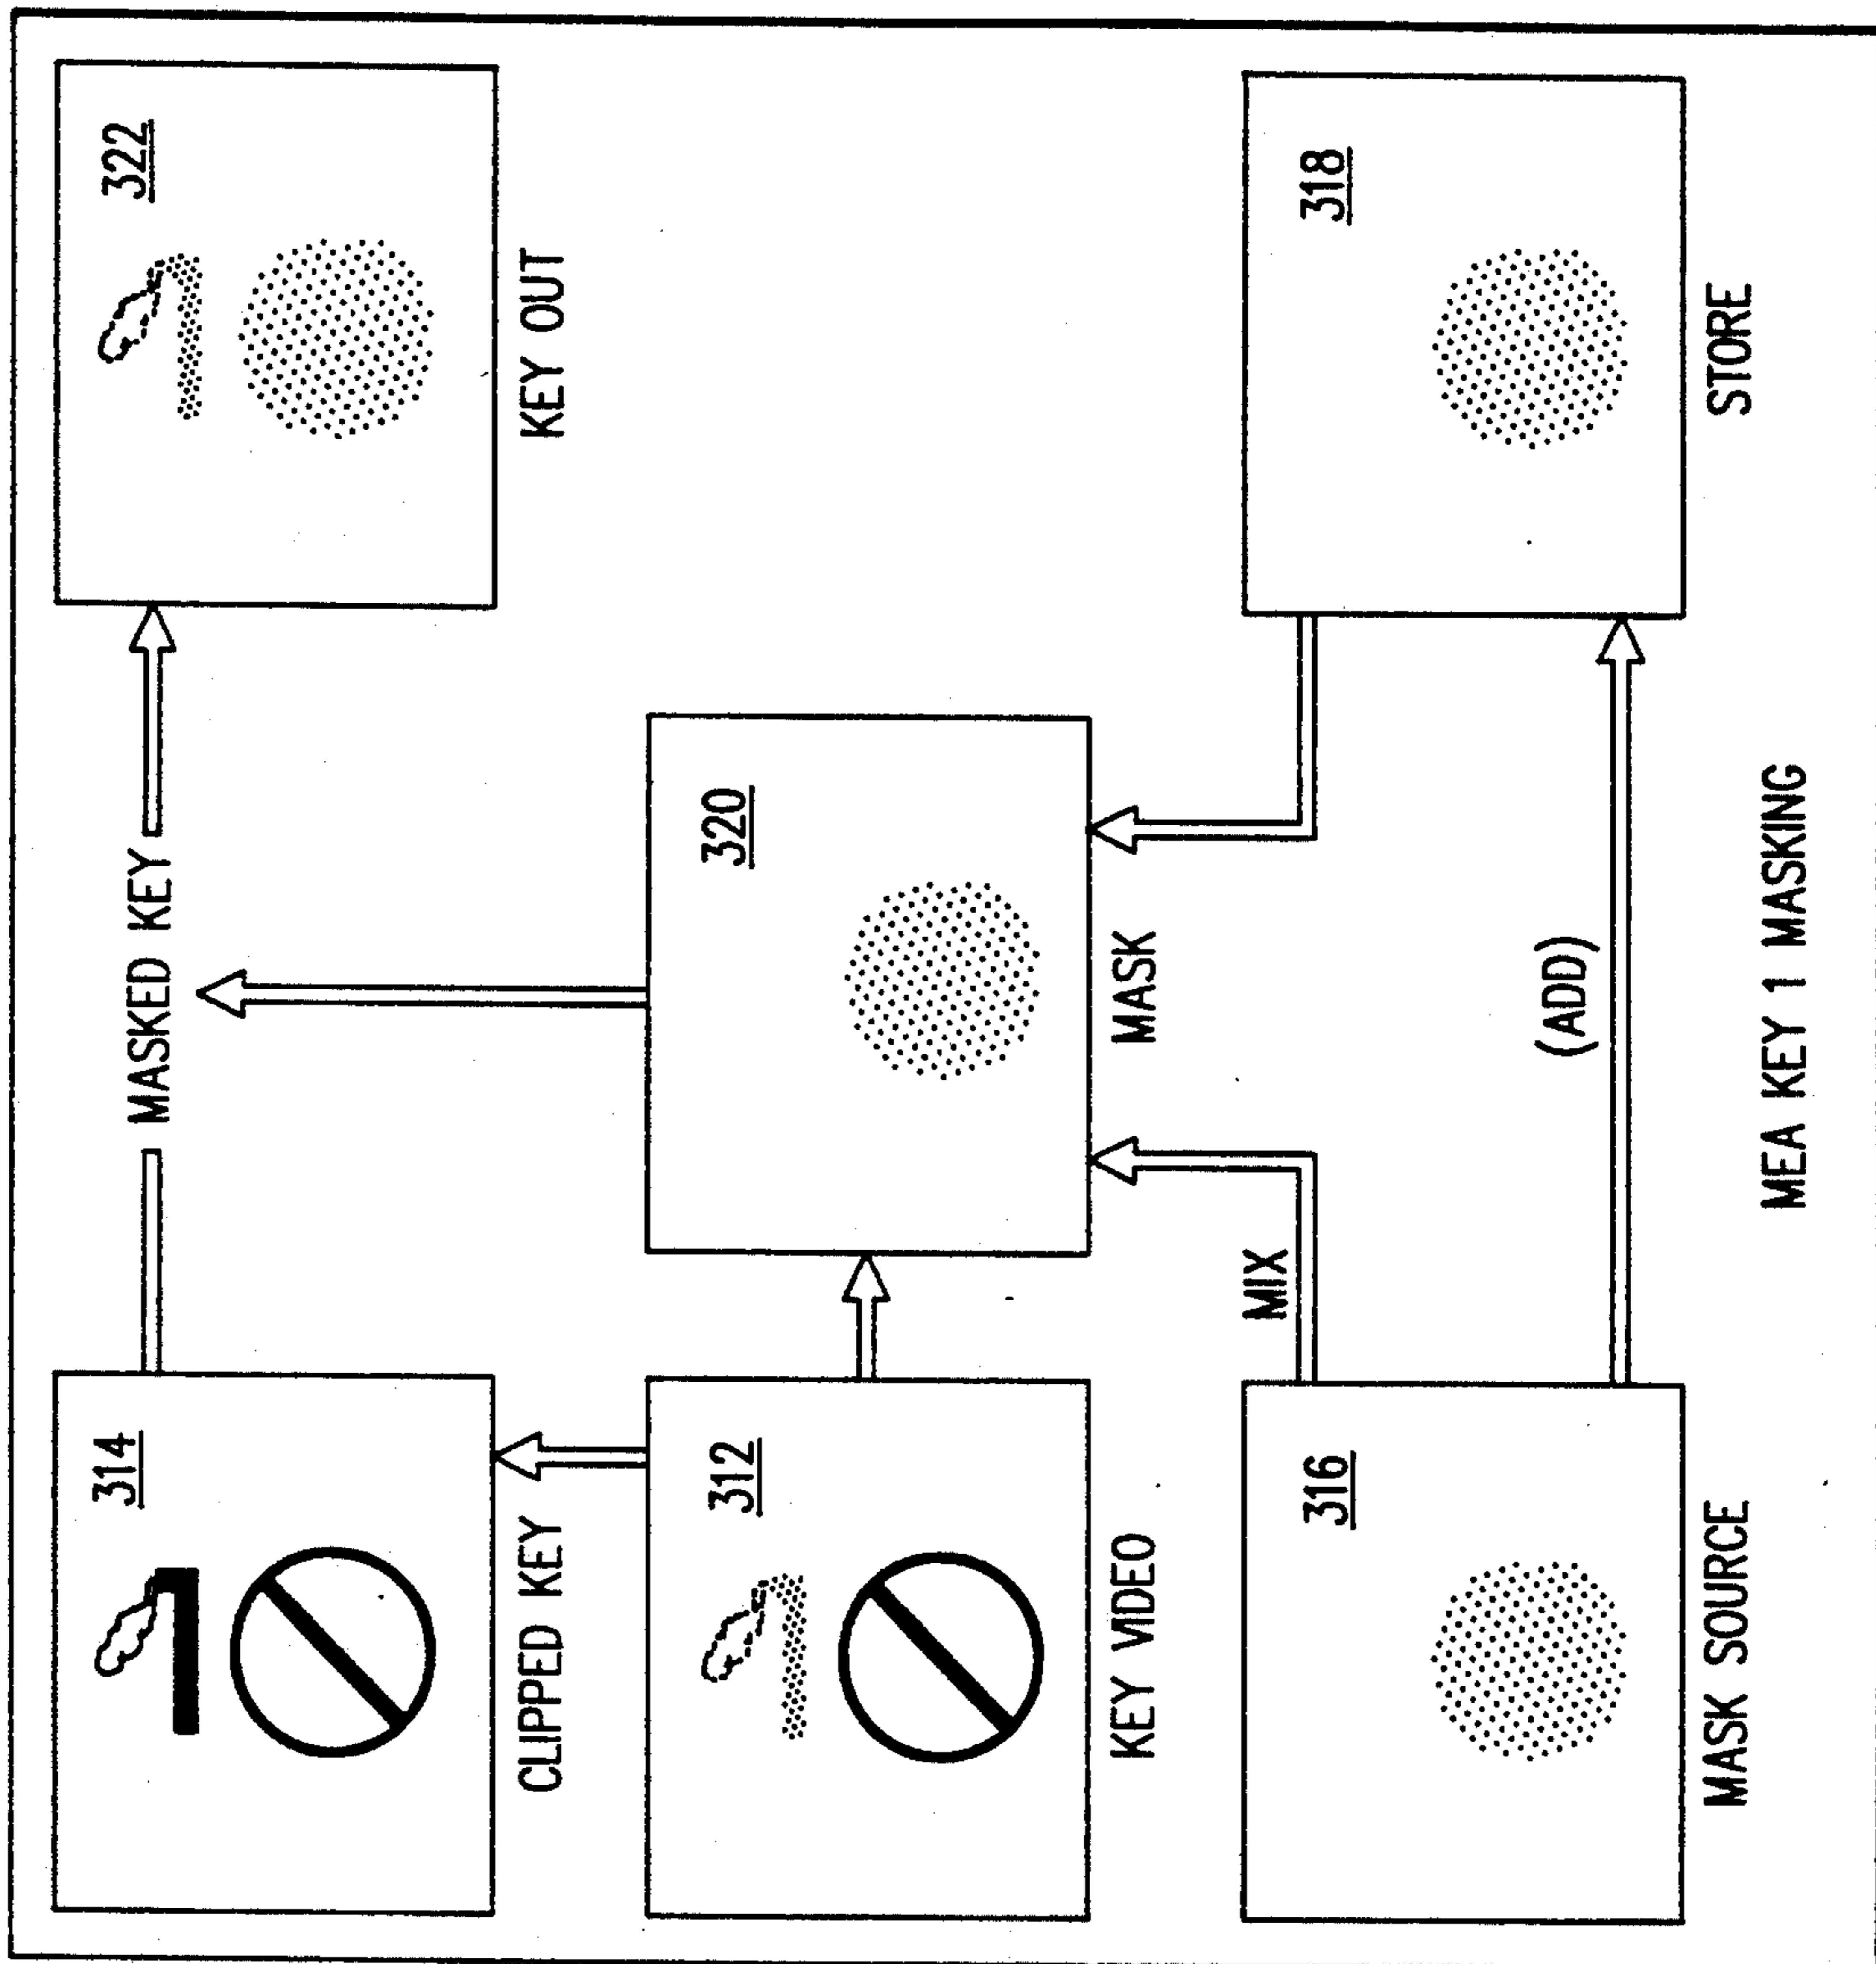 314
MASKED KEY
322
CLIPPED KEY
KEY OUT
312
320
KEY VIDEO
MASK
MIX
316
318
(ADD)
MASK SOURCE
STORE
MEA KEY 1 MASKING